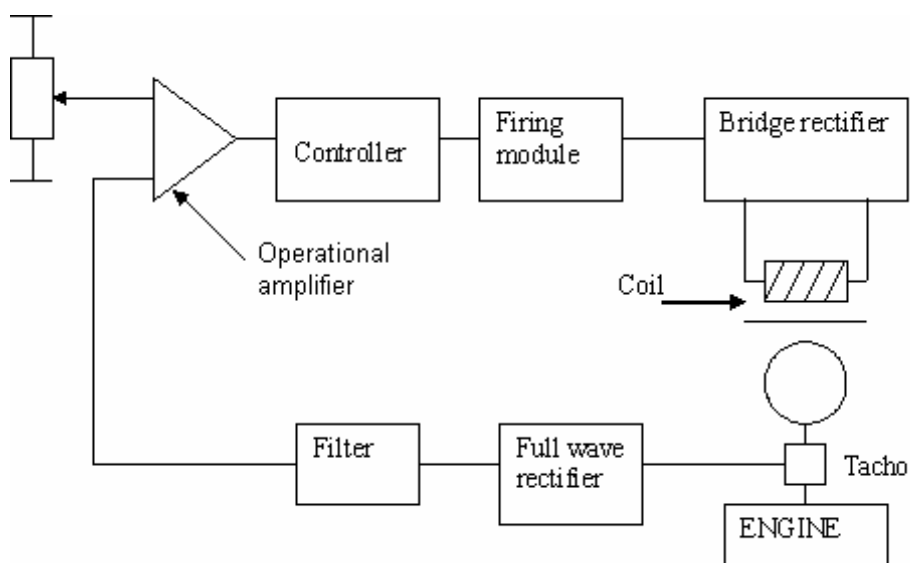 Controller
Firing
module
Bridge rectifier
Operational
amplifier
Coil
Filter
Full wave
rectifier
Tacho
ENGINE